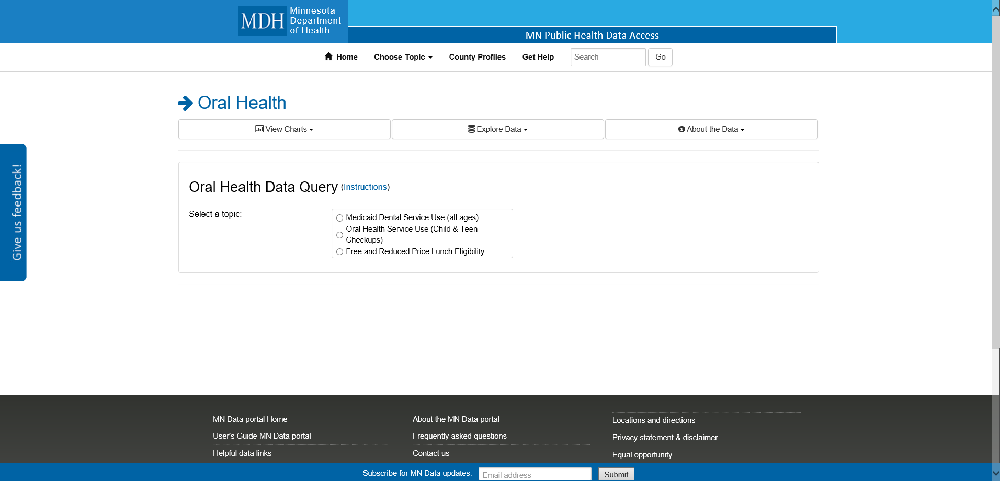 MDH
Minnesota
Department
of Health
MN Public Health Data Access
Home Choose Topic County Profiles Get Help Search Go
Oral Health
View Charts Explore Data About the Data
Give us feedback!
Oral Health Data Query (Instructions)
Select a topic:
Medicaid Dental Service Use (all ages)
Oral Health Service Use (Child & Teen
Checkups)
Free and Reduced Price Lunch Eligibility
MN Data portal Home
User's Guide MN Data portal
Helpful data links
About the MN Data portal
Frequently asked questions
Contact us
Locations and directions
Privacy statement & disclaimer
Equal opportunity
Subscribe for MN Data updates: Email address Submit